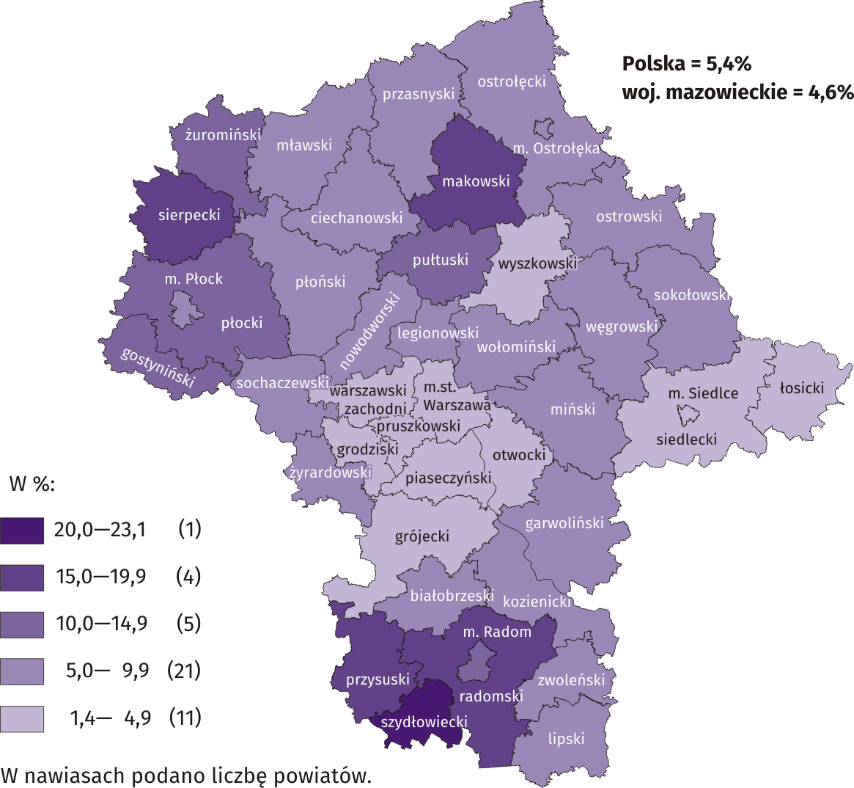 Polska = 5,4%
woj. mazowieckie = 4,6%
ostrołęcki
przasnyski
żuromiński
mławski
m. Ostrołęka
makowski
sierpecki
ciechanowski
ostrowski
pułtuski
wyszkowski
m. Płock
płoński
sokołowski
płocki
nowodworski
legionowski
węgrowski
wołomiński
gostyniński
sochaczewski
warszawski
zachodni
m.st.
Warszawa
m. Siedlce
łosicki
miński
pruszkowski
siedlecki
grodziski
otwocki
żyrardowski
piaseczyński
garwoliński
grójecki
białobrzeski
kozienicki
m. Radom
przysuski
zwoleński
radomski
szydłowiecki
lipski
W %:
20,0—23,1 (1)
15,0—19,9 (4)
10,0—14,9 (5)
5,0— 9,9 (21)
1,4— 4,9 (11)
W nawiasach podano liczbę powiatów.